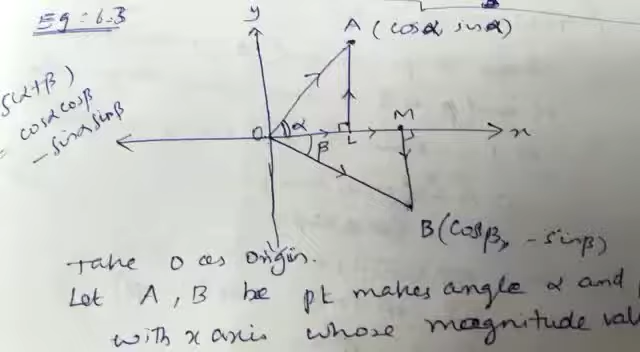 Eg: 6.3
y
A (cosα, sinα)
s(α+β)
cosα cosβ
- sinα sinβ
O α L M x
β
B (cosβ, - sinβ)
Take O as origin.
Let A, B be pt makes angle α and
with x axis whose magnitude val